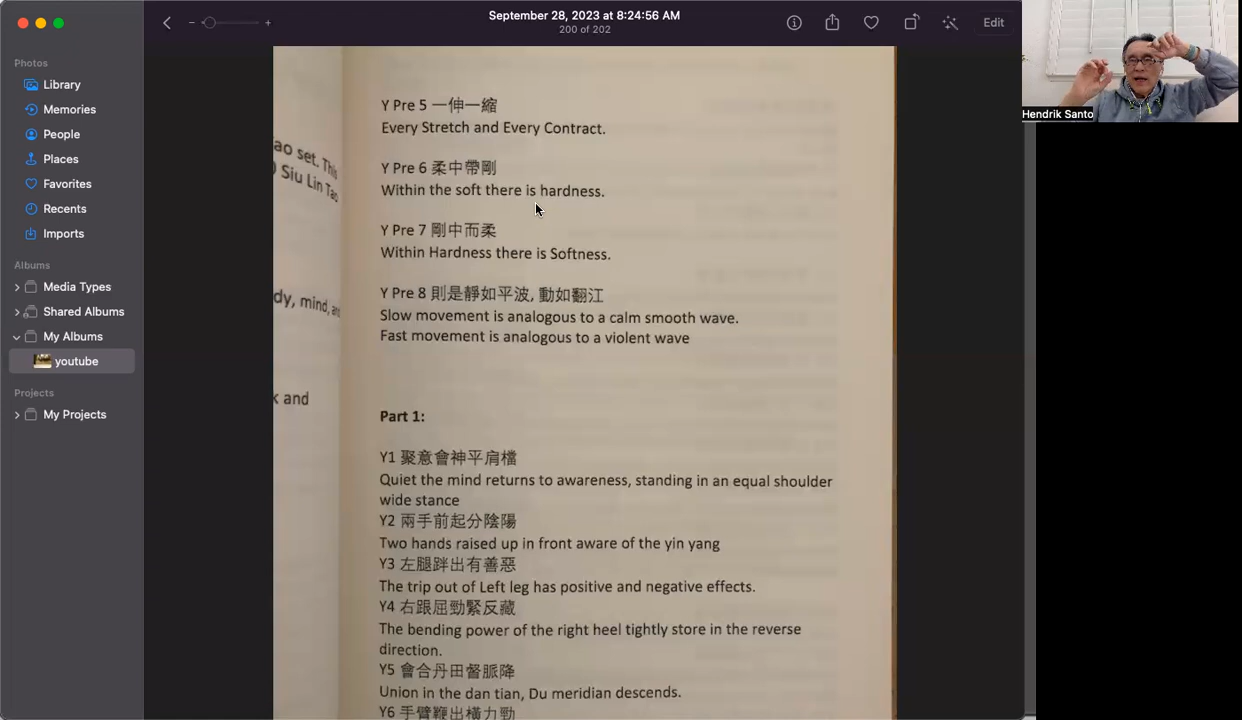 September 28, 2023 at 8:24:56 AM
200 of 202
Edit
Photos
Library
Memories
People
Places
Favorites
Recents
Imports
Albums
Media Types
Shared Albums
My Albums
youtube
Projects
My Projects
ao set. This
Siu Lin Tao
dy, mind, and
k and
Y Pre 5 一伸一縮
Every Stretch and Every Contract.
Y Pre 6 柔中帶剛
Within the soft there is hardness.
Y Pre 7 剛中而柔
Within Hardness there is Softness.
Y Pre 8 則是靜如平波, 動如翻江
Slow movement is analogous to a calm smooth wave.
Fast movement is analogous to a violent wave
Part 1:
Y1 聚意會神平肩檔
Quiet the mind returns to awareness, standing in an equal shoulder
wide stance
Y2 兩手前起分陰陽
Two hands raised up in front aware of the yin yang
Y3 左腿跘出有善惡
The trip out of Left leg has positive and negative effects.
Y4 右跟屈勁緊反藏
The bending power of the right heel tightly store in the reverse
direction.
Y5 會合丹田督脈降
Union in the dan tian, Du meridian descends.
Y6 手臂鞭出橫力勁
Hendrik Santo